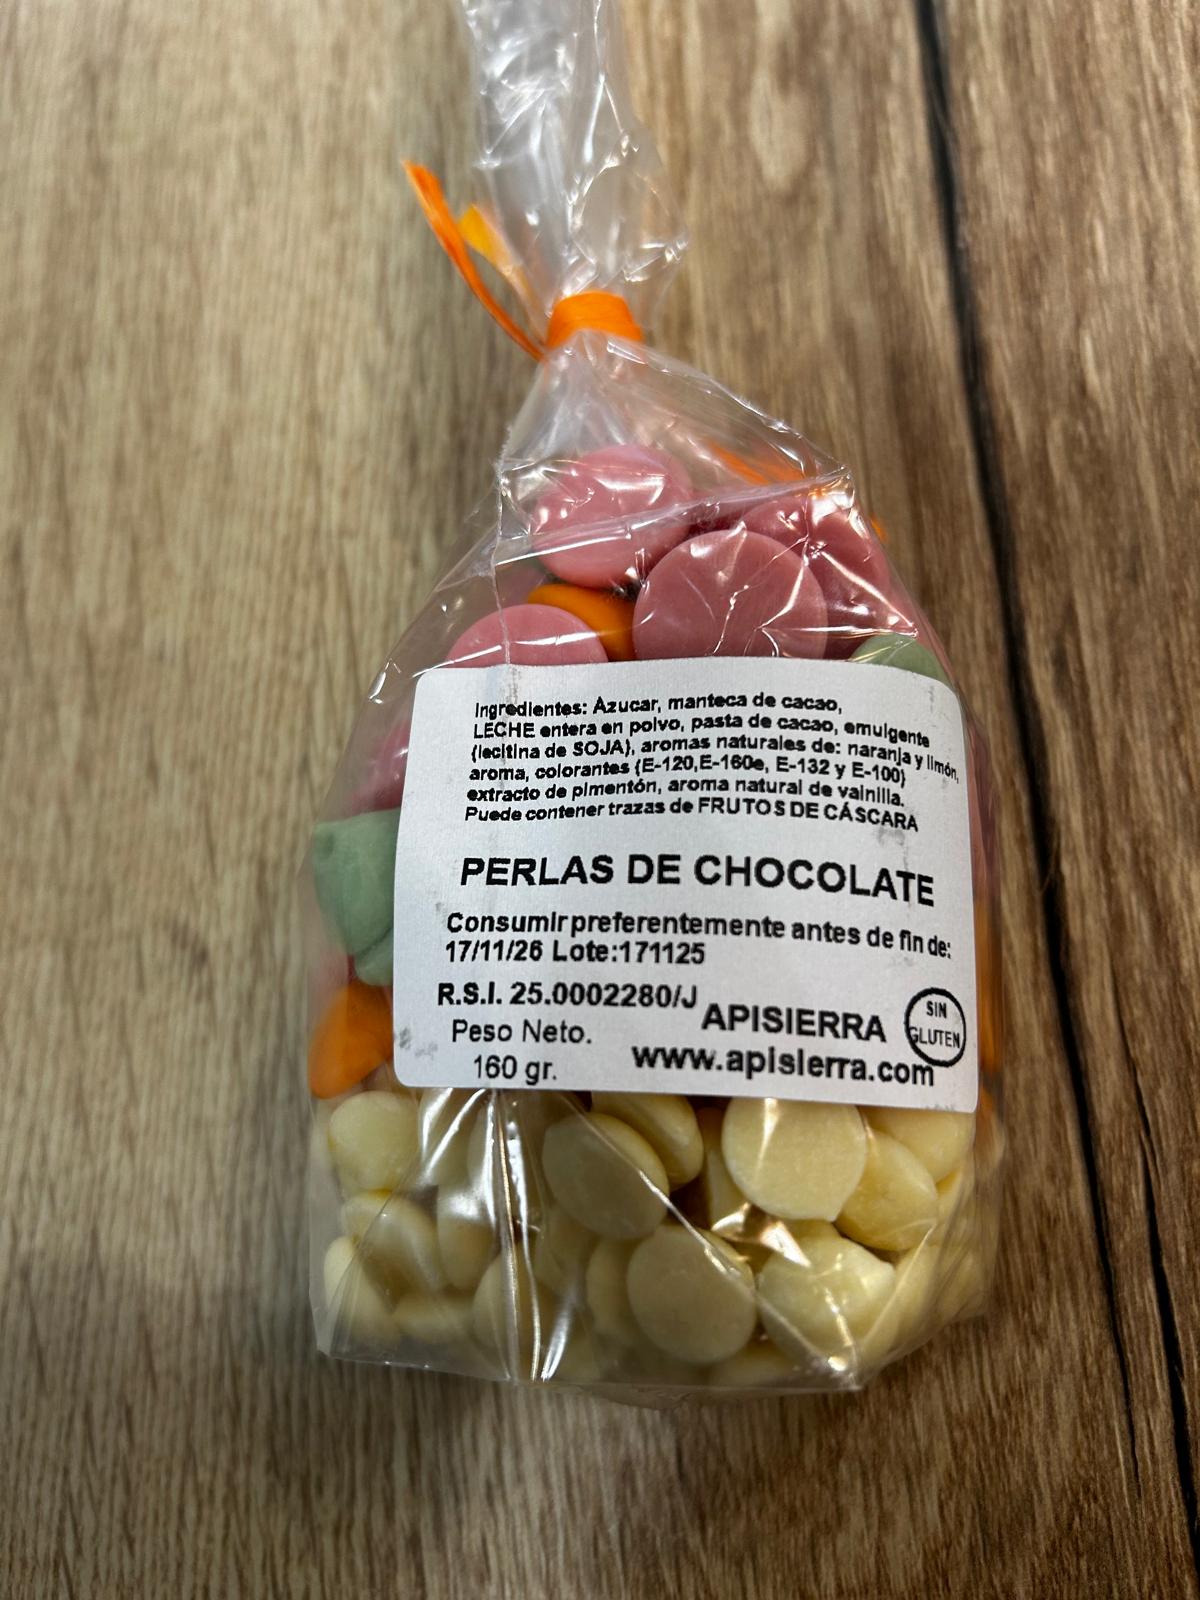 Ingredientes: Azucar, manteca de cacao,
LECHE entera en polvo, pasta de cacao, emulgente
(lecitina de SOJA), aromas naturales de: naranja y limón,
aroma, colorantes (E-120,E-160e, E-132 y E-100)
extracto de pimentón, aroma natural de vainilla.
Puede contener trazas de FRUTOS DE CÁSCARA
PERLAS DE CHOCOLATE
Consumir preferentemente antes de fin de:
17/11/26 Lote:171125
R.S.I. 25.0002280/J
Peso Neto.
160 gr.
APISIERRA
www.apisierra.com
SIN
GLUTEN